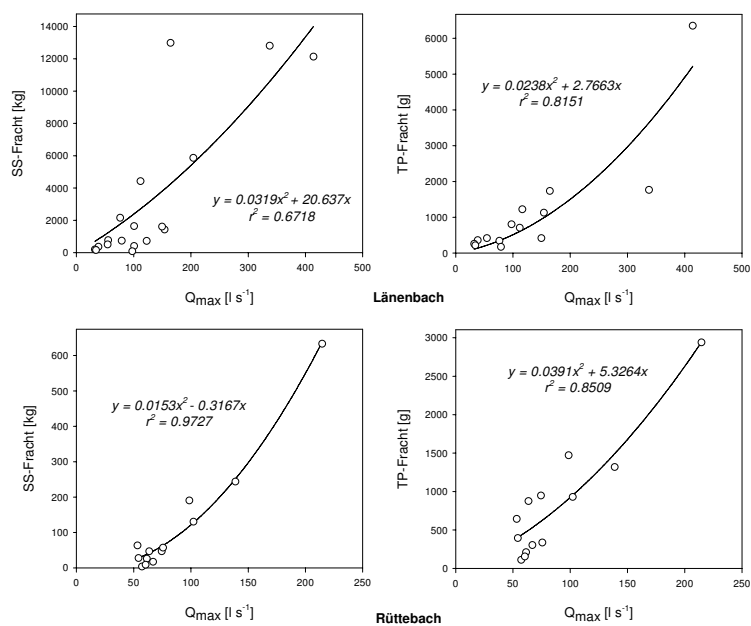 14000
12000
10000
8000
6000
4000
2000
0
SS-Fracht [kg]
y = 0.0319x² + 20.637x
r² = 0.6718
0 100 200 300 400 500
Qmax [l s⁻¹]
6000
5000
4000
3000
2000
1000
0
TP-Fracht [g]
y = 0.0238x² + 2.7663x
r² = 0.8151
0 100 200 300 400 500
Qmax [l s⁻¹]
Länenbach
600
500
400
300
200
100
0
SS-Fracht [kg]
y = 0.0153x² - 0.3167x
r² = 0.9727
0 50 100 150 200 250
Qmax [l s⁻¹]
3000
2500
2000
1500
1000
500
0
TP-Fracht [g]
y = 0.0391x² + 5.3264x
r² = 0.8509
0 50 100 150 200 250
Qmax [l s⁻¹]
Rüttebach